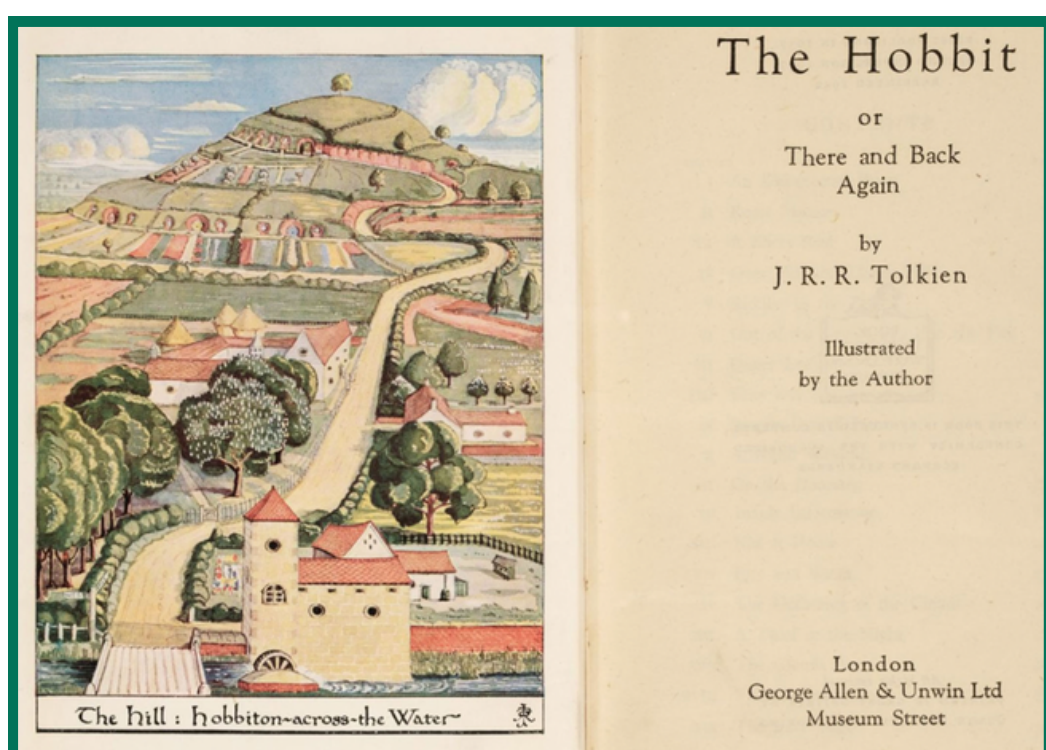 The Hill : Hobbiton-across-the Water
The Hobbit
or
There and Back
Again
by
J. R. R. Tolkien
Illustrated
by the Author
London
George Allen & Unwin Ltd
Museum Street